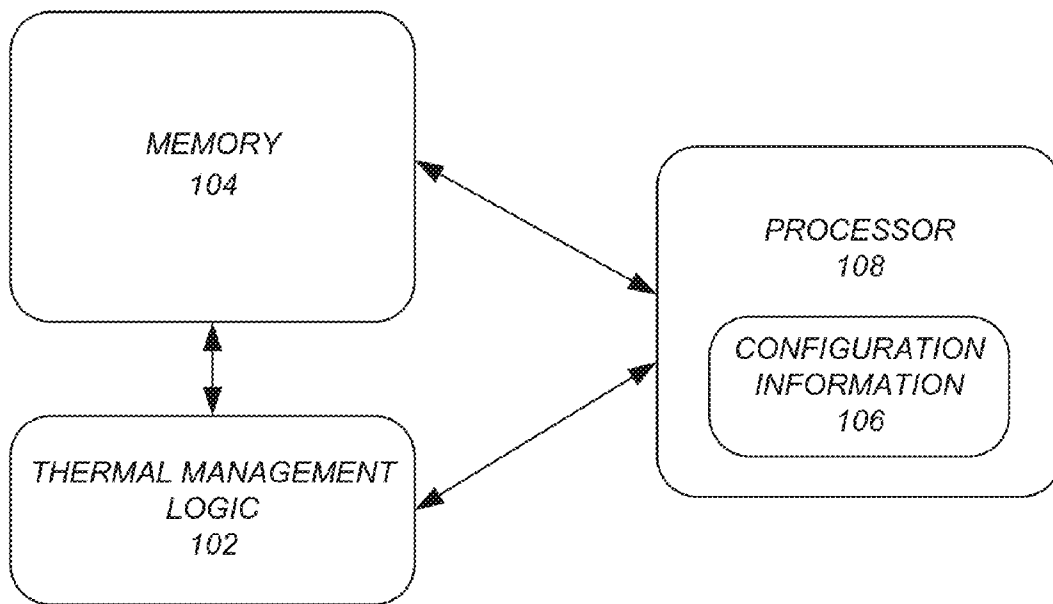 MEMORY
104
PROCESSOR
108
CONFIGURATION
INFORMATION
106
THERMAL MANAGEMENT
LOGIC
102